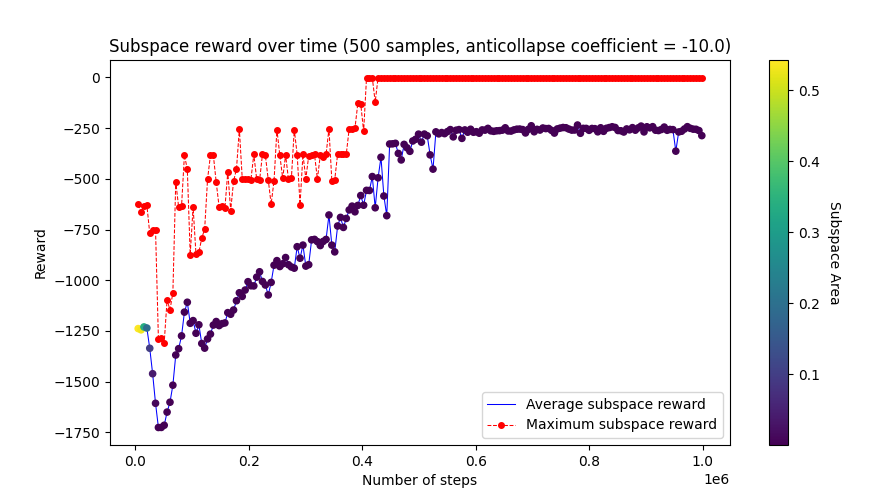 Subspace reward over time (500 samples, anticollapse coefficient = -10.0)
0
−250
−500
−750
−1000
−1250
−1500
−1750
Reward
0.0 0.2 0.4 0.6 0.8 1.0
1e6
Number of steps
Average subspace reward
Maximum subspace reward
0.5
0.4
0.3
0.2
0.1
Subspace Area